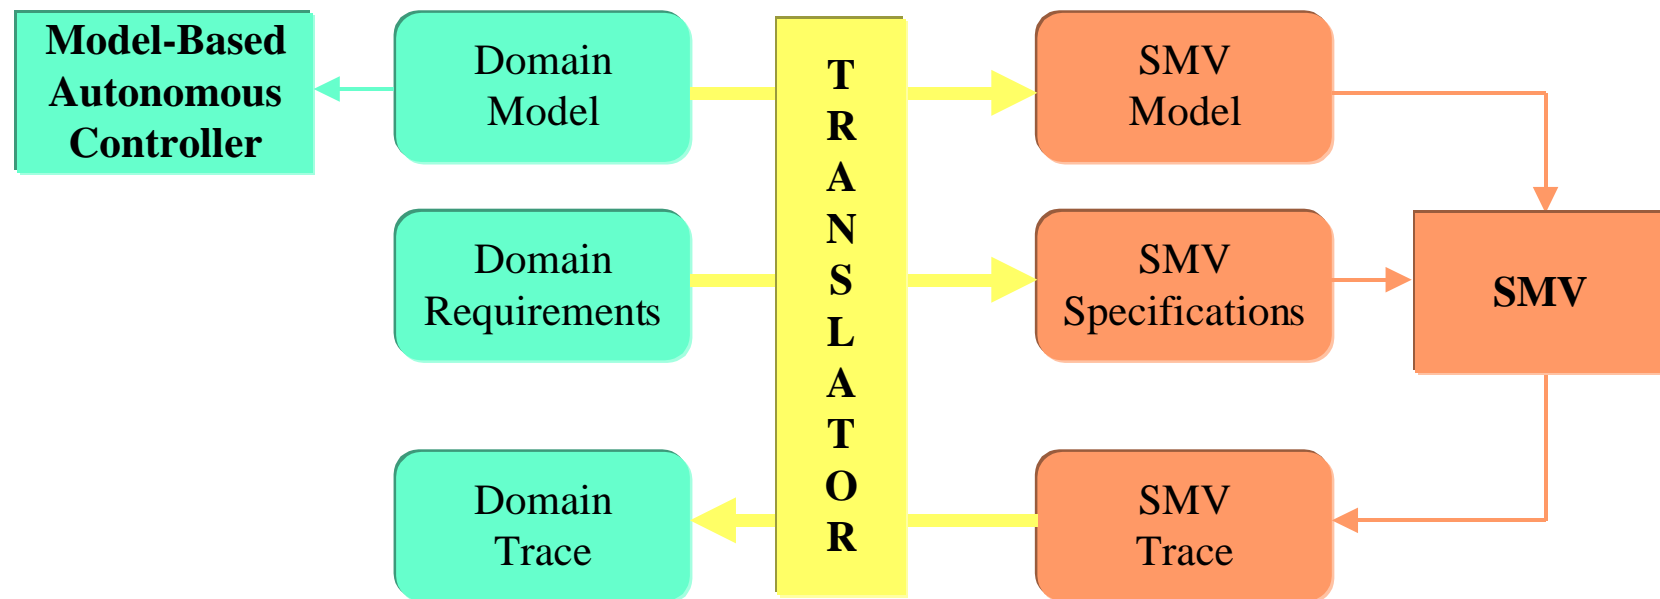 Model-Based
Autonomous
Controller
Domain
Model
T
R
A
N
S
L
A
T
O
R
SMV
Model
Domain
Requirements
SMV
Specifications
SMV
Domain
Trace
SMV
Trace